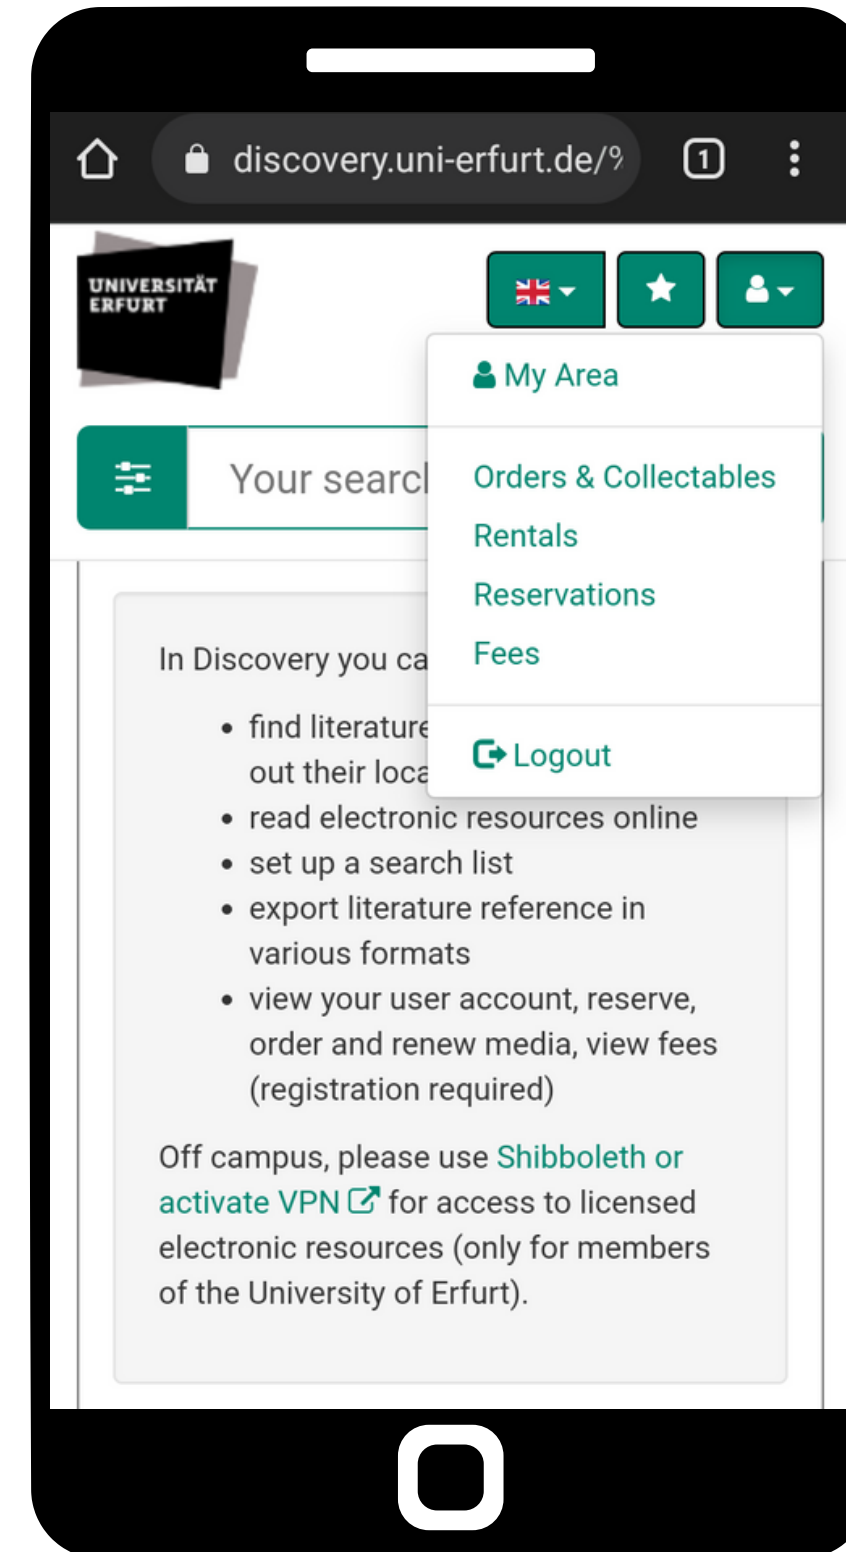 discovery.uni-erfurt.de/%
1
UNIVERSITÄT
ERFURT
My Area
Orders & Collectables
Rentals
Reservations
Fees
Logout
Your searc
In Discovery you ca
• find literature
out their loca
• read electronic resources online
• set up a search list
• export literature reference in
various formats
• view your user account, reserve,
order and renew media, view fees
(registration required)
Off campus, please use Shibboleth or
activate VPN for access to licensed
electronic resources (only for members
of the University of Erfurt).